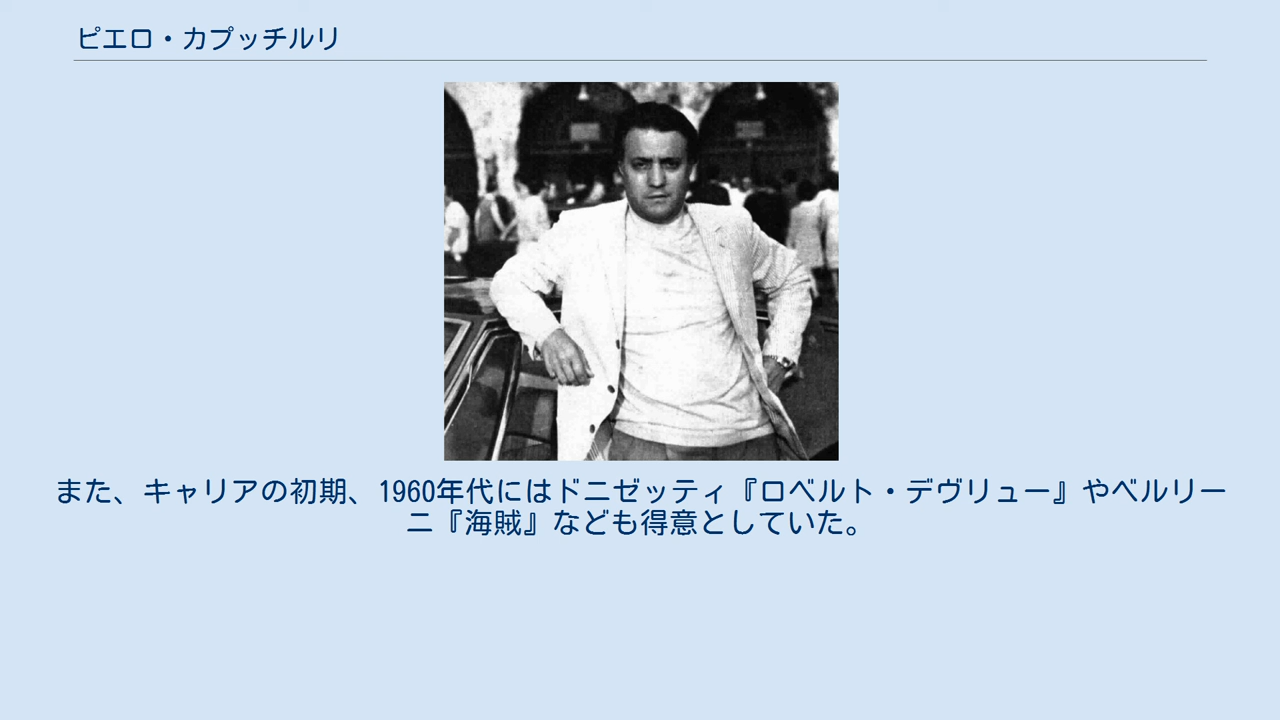 ピエロ・カプッチルリ
また、キャリアの初期、1960年代にはドニゼッティ『ロベルト・デヴリュー』やベルリー
ニ『海賊』なども得意としていた。